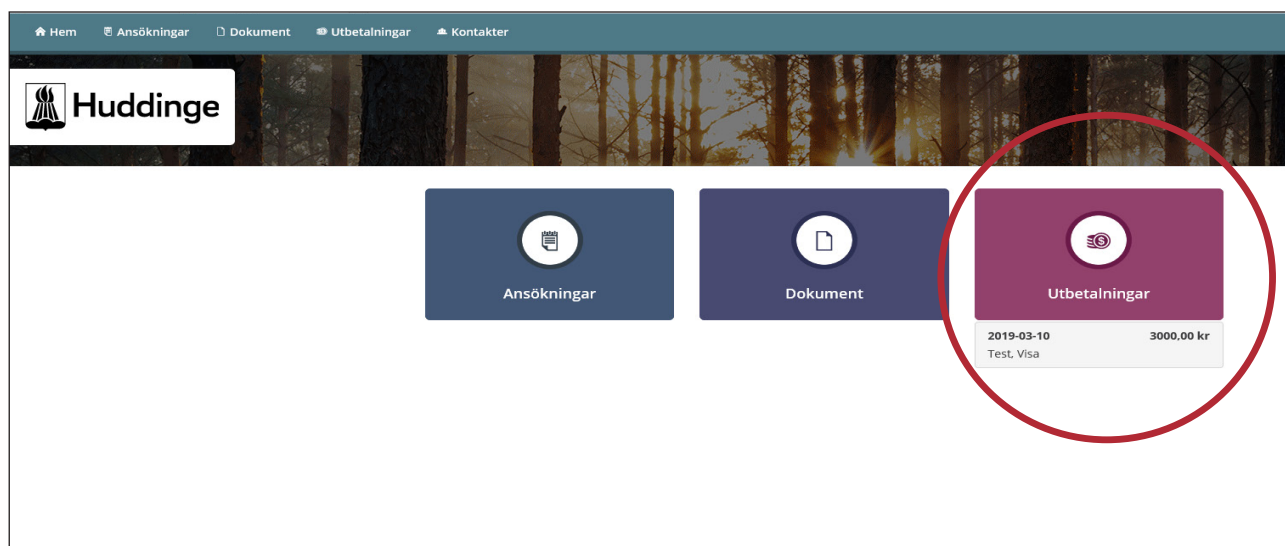 Hem Ansökningar Dokument Utbetalningar Kontakter
Huddinge
Ansökningar
Dokument
Utbetalningar
2019-03-10 3000,00 kr
Test, Visa